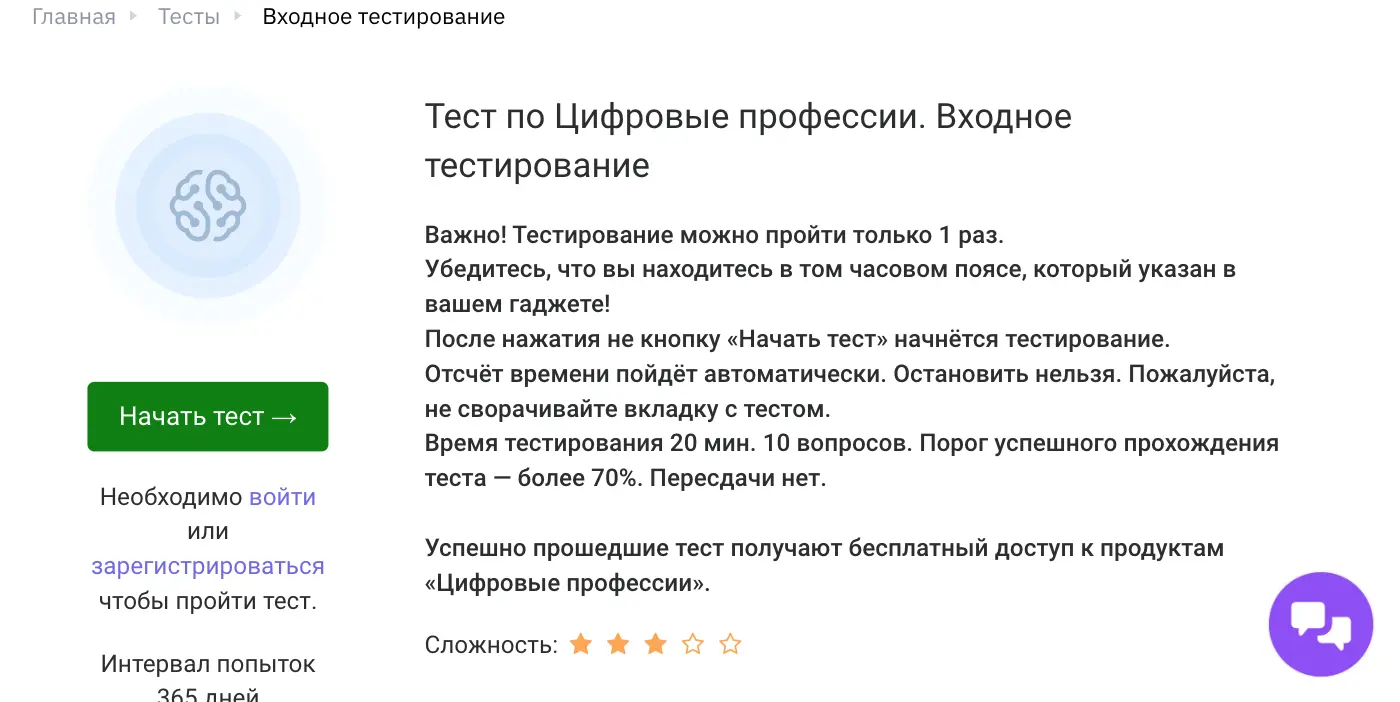 Главная Тесты Входное тестирование
Тест по Цифровые профессии. Входное
тестирование
Важно! Тестирование можно пройти только 1 раз.
Убедитесь, что вы находитесь в том часовом поясе, который указан в
вашем гаджете!
После нажатия не кнопку «Начать тест» начнётся тестирование.
Отсчёт времени пойдёт автоматически. Остановить нельзя. Пожалуйста,
не сворачивайте вкладку с тестом.
Время тестирования 20 мин. 10 вопросов. Порог успешного прохождения
теста — более 70%. Пересдачи нет.
Успешно прошедшие тест получают бесплатный доступ к продуктам
«Цифровые профессии».
Сложность:
Начать тест →
Необходимо войти
или
зарегистрироваться
чтобы пройти тест.
Интервал попыток
365 дней